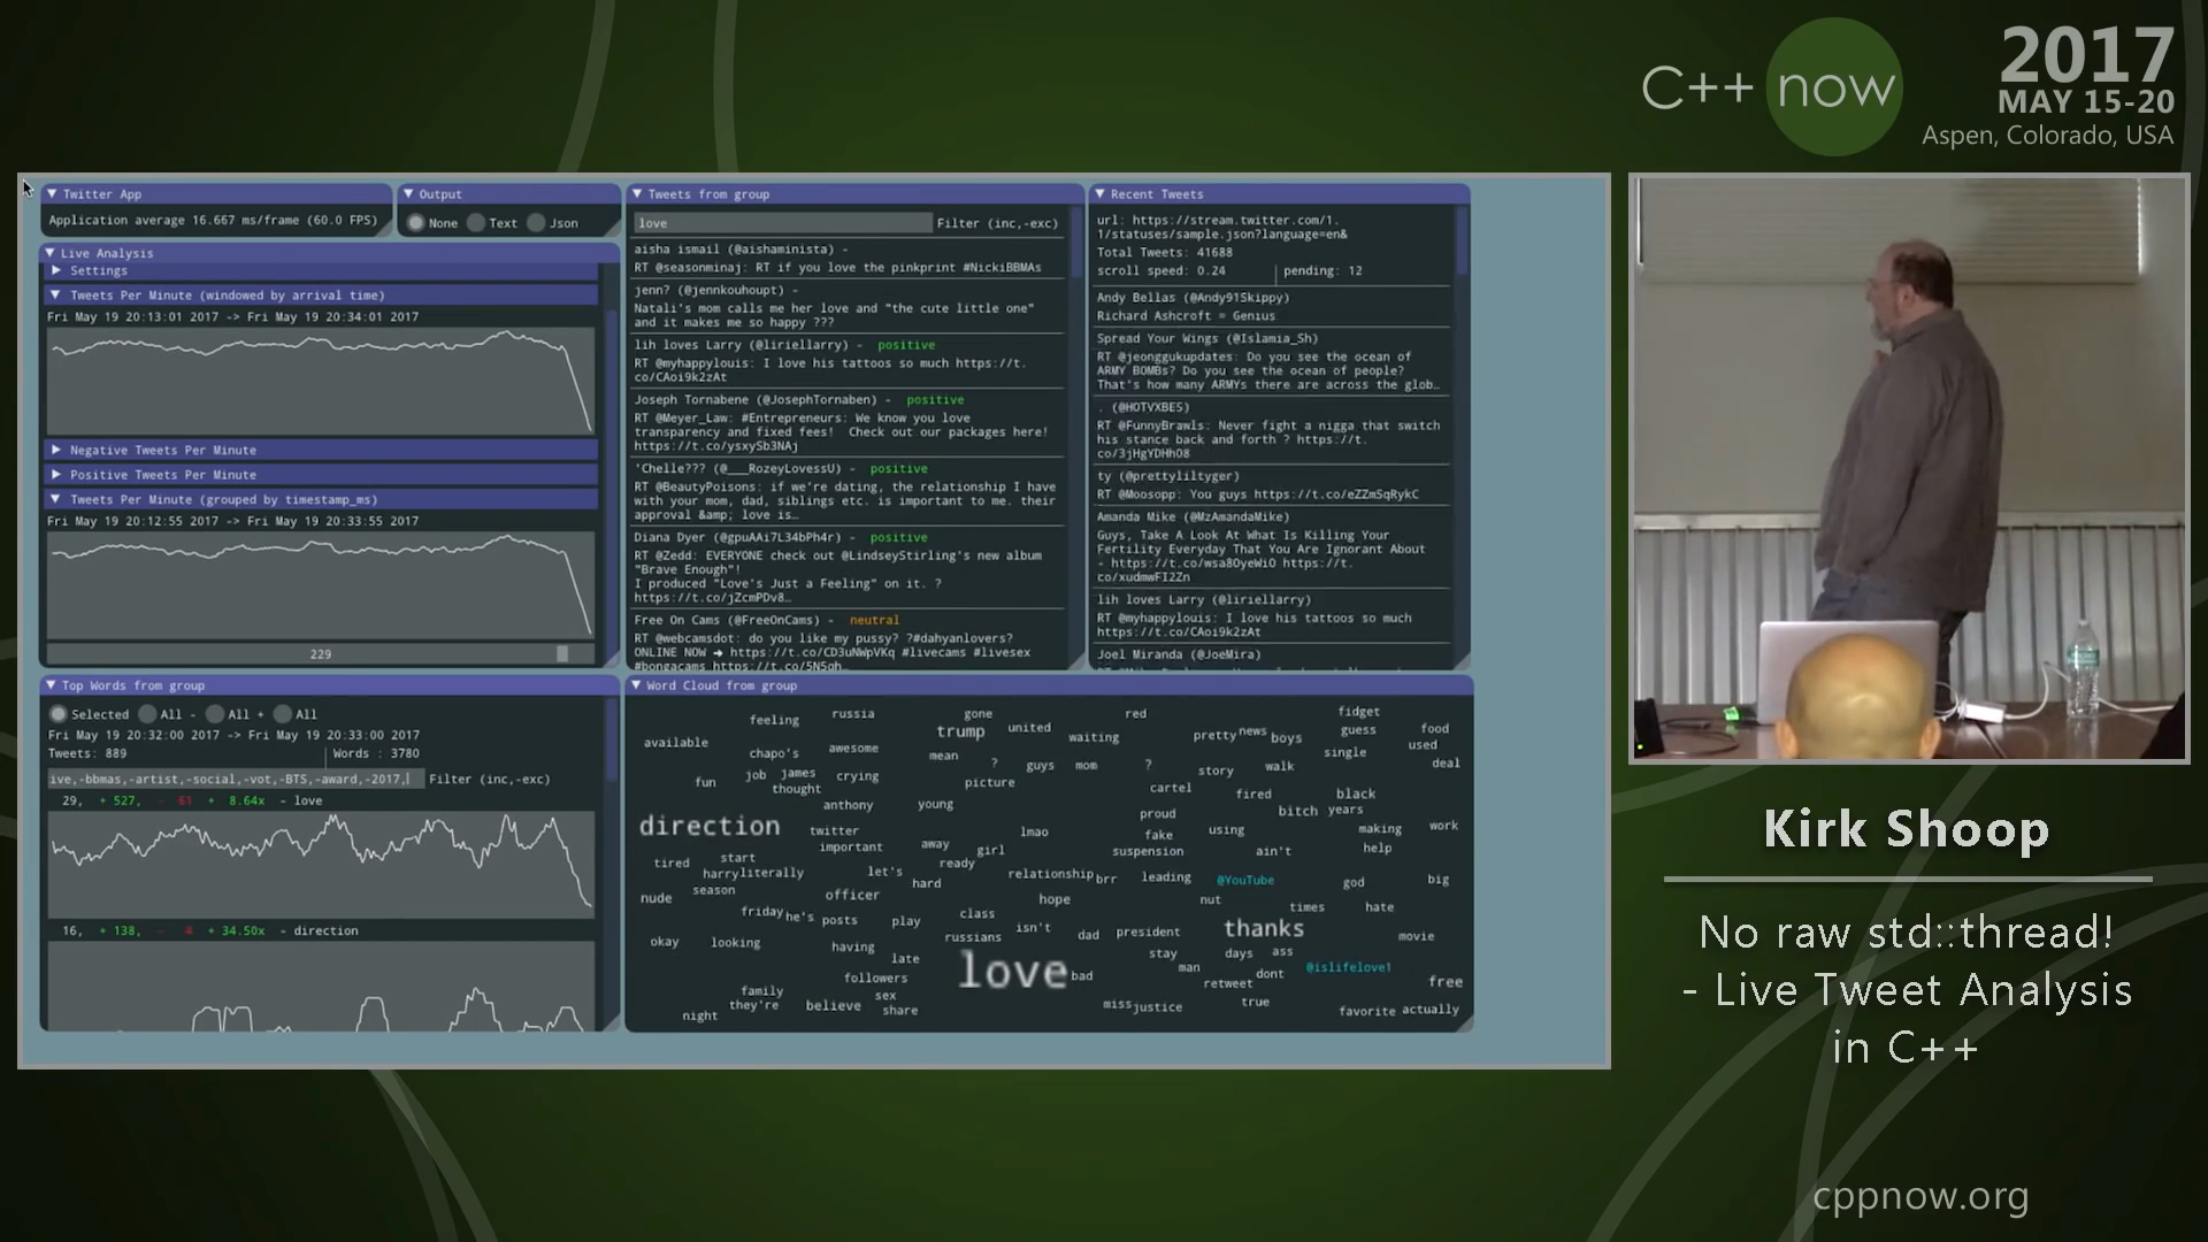 C++ now
2017
MAY 15-20
Aspen, Colorado, USA
Twitter App
Application average 16.667 ms/frame (60.0 FPS)
Output
None Text Json
Live Analysis
Settings
Tweets Per Minute (windowed by arrival time)
Fri May 19 20:13:01 2017 -> Fri May 19 20:34:01 2017
Negative Tweets Per Minute
Positive Tweets Per Minute
Tweets Per Minute (grouped by timestamp_ms)
Fri May 19 20:12:55 2017 -> Fri May 19 20:33:55 2017
229
Tweets from group
love Filter (inc,-exc)
aisha ismail (@aishaminista) -
RT @seasonminaj: RT if you love the pinkprint #NickiBBMAs
jenn? (@jennkouhoupt) -
Natali's mom calls me her love and "the cute little one"
and it makes me so happy ???
lih loves Larry (@liriellarry) - positive
RT @myhappylouis: I love his tattoos so much https://t.
co/CAoi9k2zAt
Joseph Tornabene (@JosephTornaben) - positive
RT @Meyer_Law: #Entrepreneurs: We know you love
transparency and fixed fees! Check out our packages here!
https://t.co/ysxySb3NAj
'Chelle??? (@___RozeyLovessU) - positive
RT @BeautyPoisons: if we're dating, the relationship I have
with your mom, dad, siblings etc. is important to me. their
approval &amp; love is…
Diana Dyer (@gpuAAi7L34bPh4r) - positive
RT @Zedd: EVERYONE check out @LindseyStirling's new album
"Brave Enough"!
I produced "Love's Just a Feeling" on it. ?
https://t.co/jZcmPDv8…
Free On Cams (@FreeOnCams) - neutral
RT @webcamsdot: do you like my pussy? ?#dahyanlovers?
ONLINE NOW ➔ https://t.co/CD3uNWpVKq #livecams #livesex
#bongacams https://t.co/5N5qh…
Recent Tweets
url: https://stream.twitter.com/1.
1/statuses/sample.json?language=en&
Total Tweets: 41688
scroll speed: 0.24 pending: 12
Andy Bellas (@Andy91Skippy)
Richard Ashcroft = Genius
Spread Your Wings (@Islamia_Sh)
RT @jeonggukupdates: Do you see the ocean of
ARMY BOMBs? Do you see the ocean of people?
That's how many ARMYs there are across the glob…
. (@HOTVXBES)
RT @FunnyBrawls: Never fight a nigga that switch
his stance back and forth ? https://t.
co/3jHgYDHhO8
ty (@prettyliltyger)
RT @Moosopp: You guys https://t.co/eZZmSqRykC
Amanda Mike (@MzAmandaMike)
Guys, Take A Look At What Is Killing Your
Fertility Everyday That You Are Ignorant About
- https://t.co/wsa8OyeWiO https://t.
co/xudmwFI2Zn
lih loves Larry (@liriellarry)
RT @myhappylouis: I love his tattoos so much
https://t.co/CAoi9k2zAt
Joel Miranda (@JoeMira)
Top Words from group
Selected All - All + All
Fri May 19 20:32:00 2017 -> Fri May 19 20:33:00 2017
Tweets: 889 Words : 3780
ive,-bbmas,-artist,-social,-vot,-BTS,-award,-2017, Filter (inc,-exc)
29, + 527, - 61 + 8.64x - love
16, + 138, - 4 + 34.50x - direction
Word Cloud from group
feeling russia gone red fidget
available trump united waiting pretty news boys guess food
chapo's awesome mean single used
fun job james crying ? guys mom ? story walk deal
thought picture cartel fired black
anthony young proud bitch years
direction twitter lmao fake using making work
important away girl suspension ain't help
tired start ready
harry literally let's hard relationship brr leading @YouTube god big
nude season officer hope nut
friday he's posts play class isn't times hate
okay looking having russians dad president thanks movie
late stay days ass
followers love bad man dont @islifelove1
family sex retweet free
night they're believe share miss justice true favorite actually
Kirk Shoop
No raw std::thread!
- Live Tweet Analysis
in C++
cppnow.org